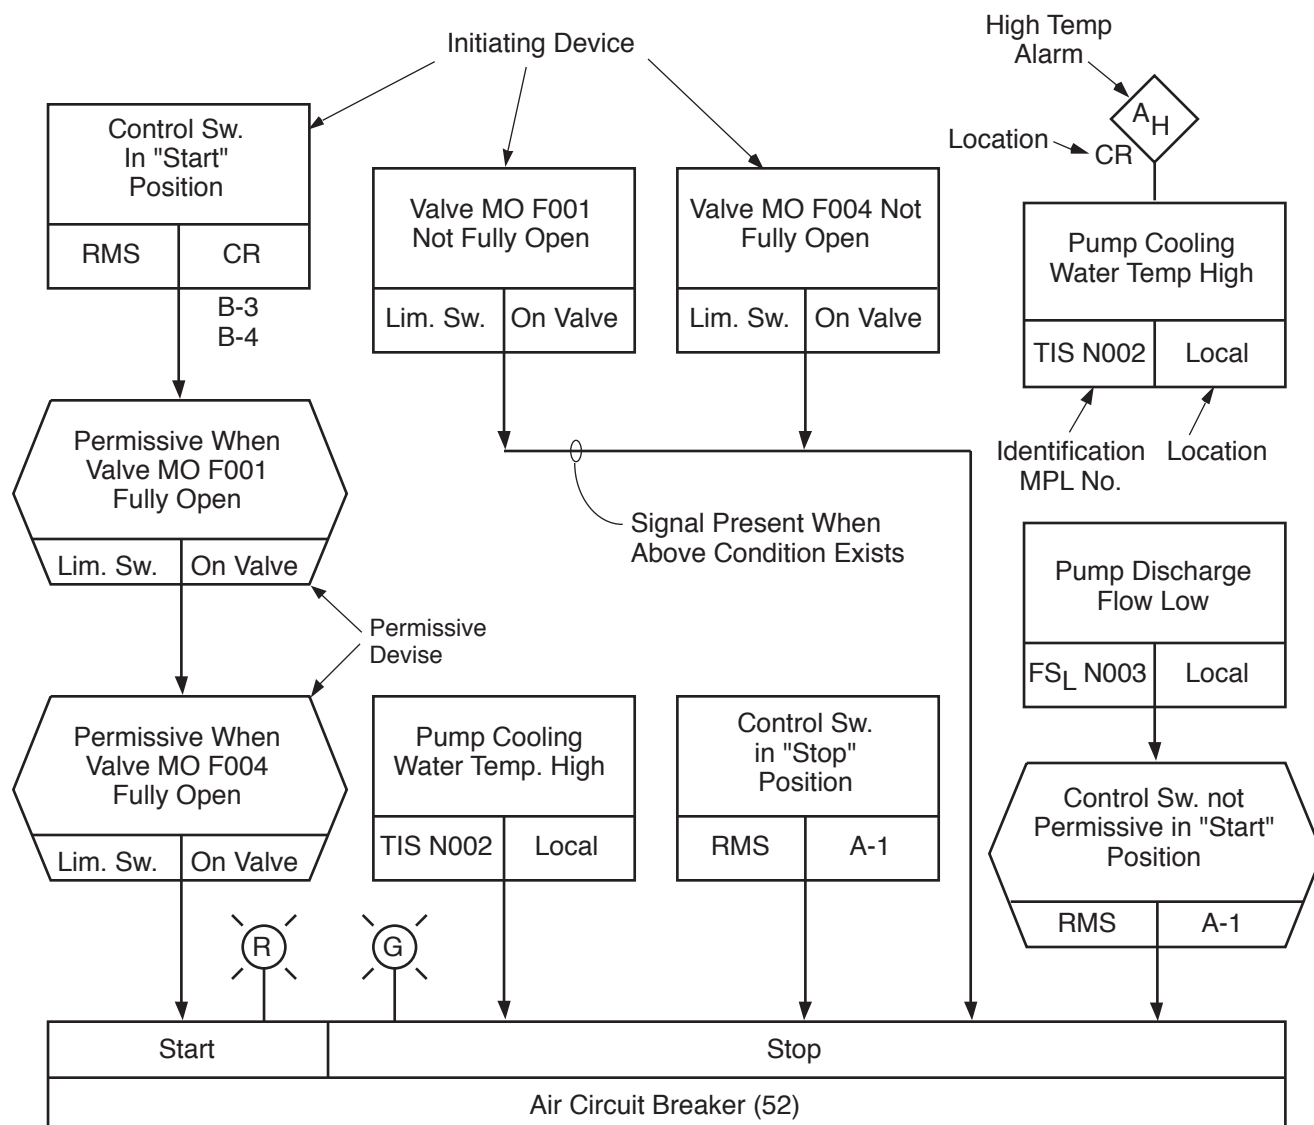 Initiating Device
High Temp
Alarm
A H
Location
CR
Control Sw.
In "Start"
Position
RMS
CR
B-3
B-4
Valve MO F001
Not Fully Open
Lim. Sw.
On Valve
Valve MO F004 Not
Fully Open
Lim. Sw.
On Valve
Pump Cooling
Water Temp High
TIS N002
Local
Identification
MPL No.
Location
Permissive When
Valve MO F001
Fully Open
Lim. Sw.
On Valve
Signal Present When
Above Condition Exists
Permissive
Devise
Pump Discharge
Flow Low
FSL N003
Local
Permissive When
Valve MO F004
Fully Open
Lim. Sw.
On Valve
Pump Cooling
Water Temp. High
TIS N002
Local
Control Sw.
in "Stop"
Position
RMS
A-1
Control Sw. not
Permissive in "Start"
Position
RMS
A-1
R
G
Start
Stop
Air Circuit Breaker (52)